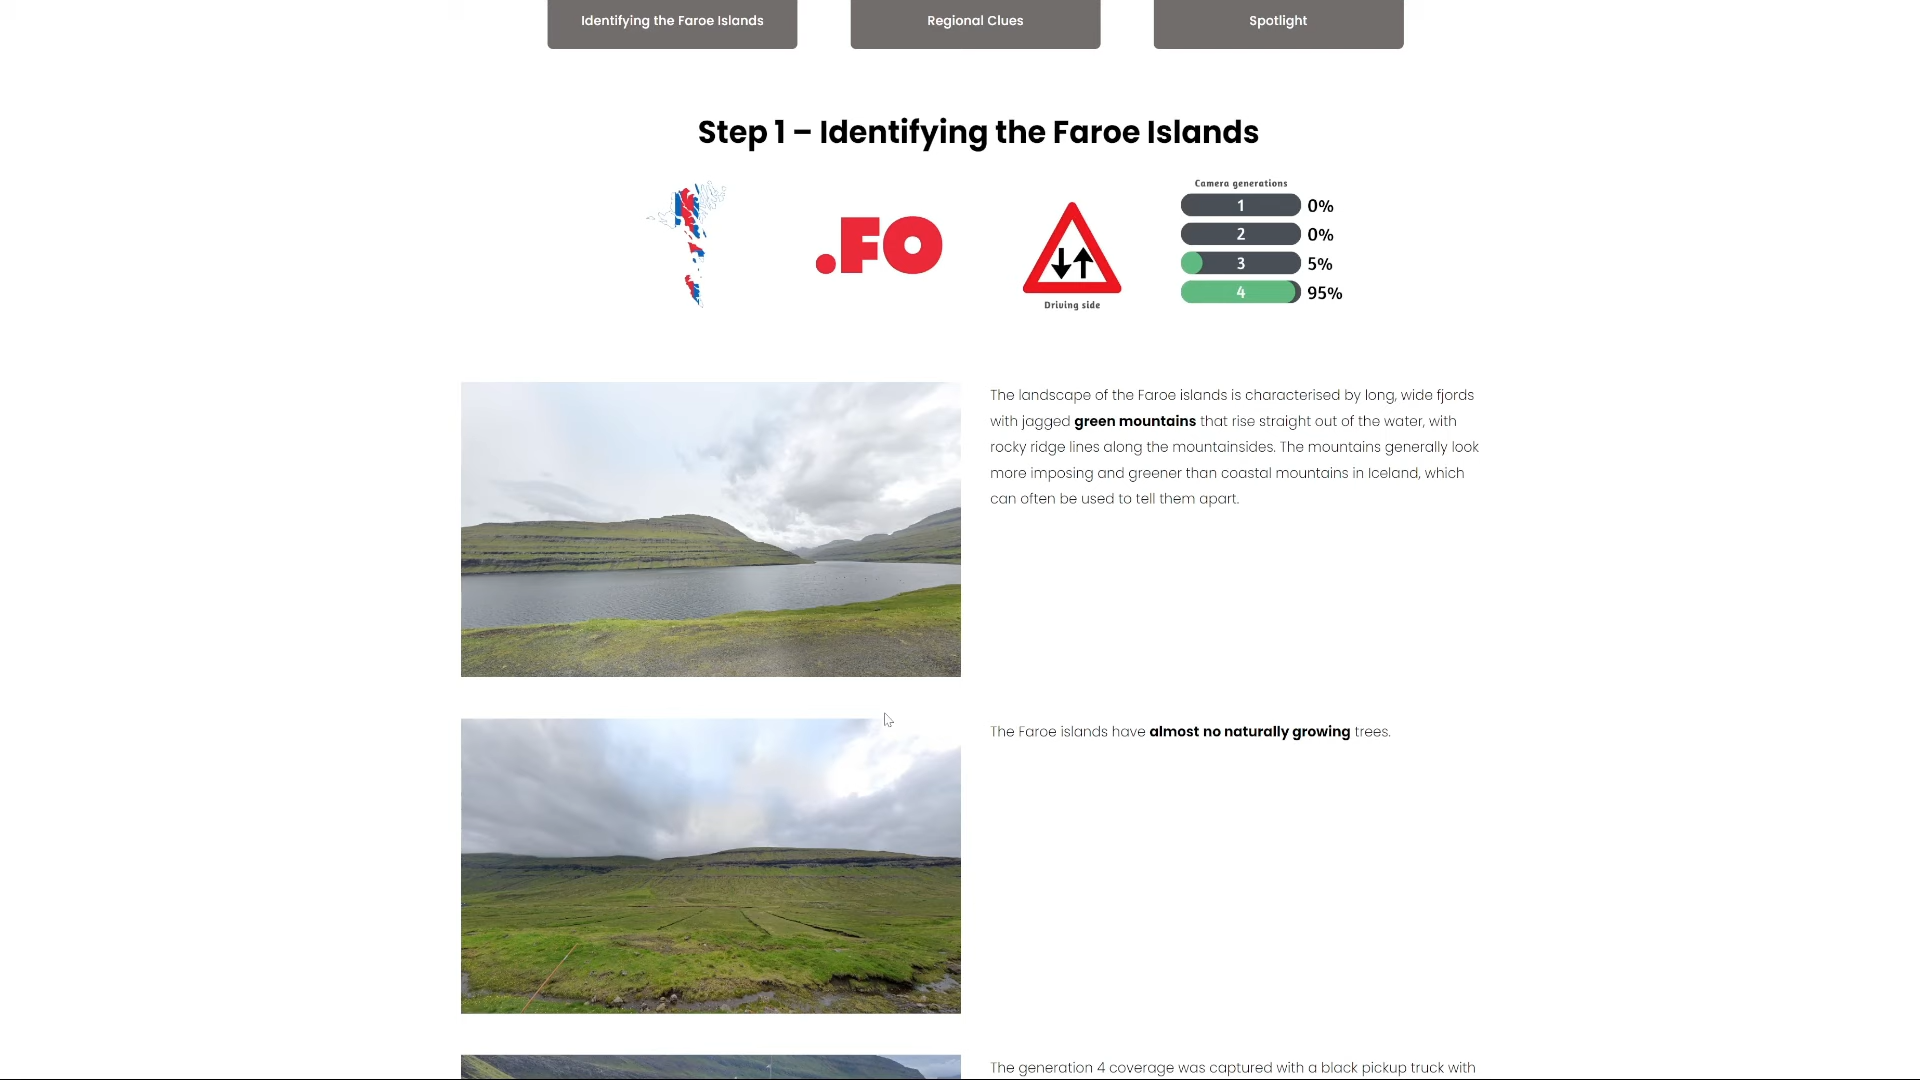 Identifying the Faroe Islands
Regional Clues
Spotlight
Step 1 – Identifying the Faroe Islands
.FO
Driving side
Camera generations
1 0%
2 0%
3 5%
4 95%
The landscape of the Faroe islands is characterised by long, wide fjords
with jagged green mountains that rise straight out of the water, with
rocky ridge lines along the mountainsides. The mountains generally look
more imposing and greener than coastal mountains in Iceland, which
can often be used to tell them apart.
The Faroe islands have almost no naturally growing trees.
The generation 4 coverage was captured with a black pickup truck with